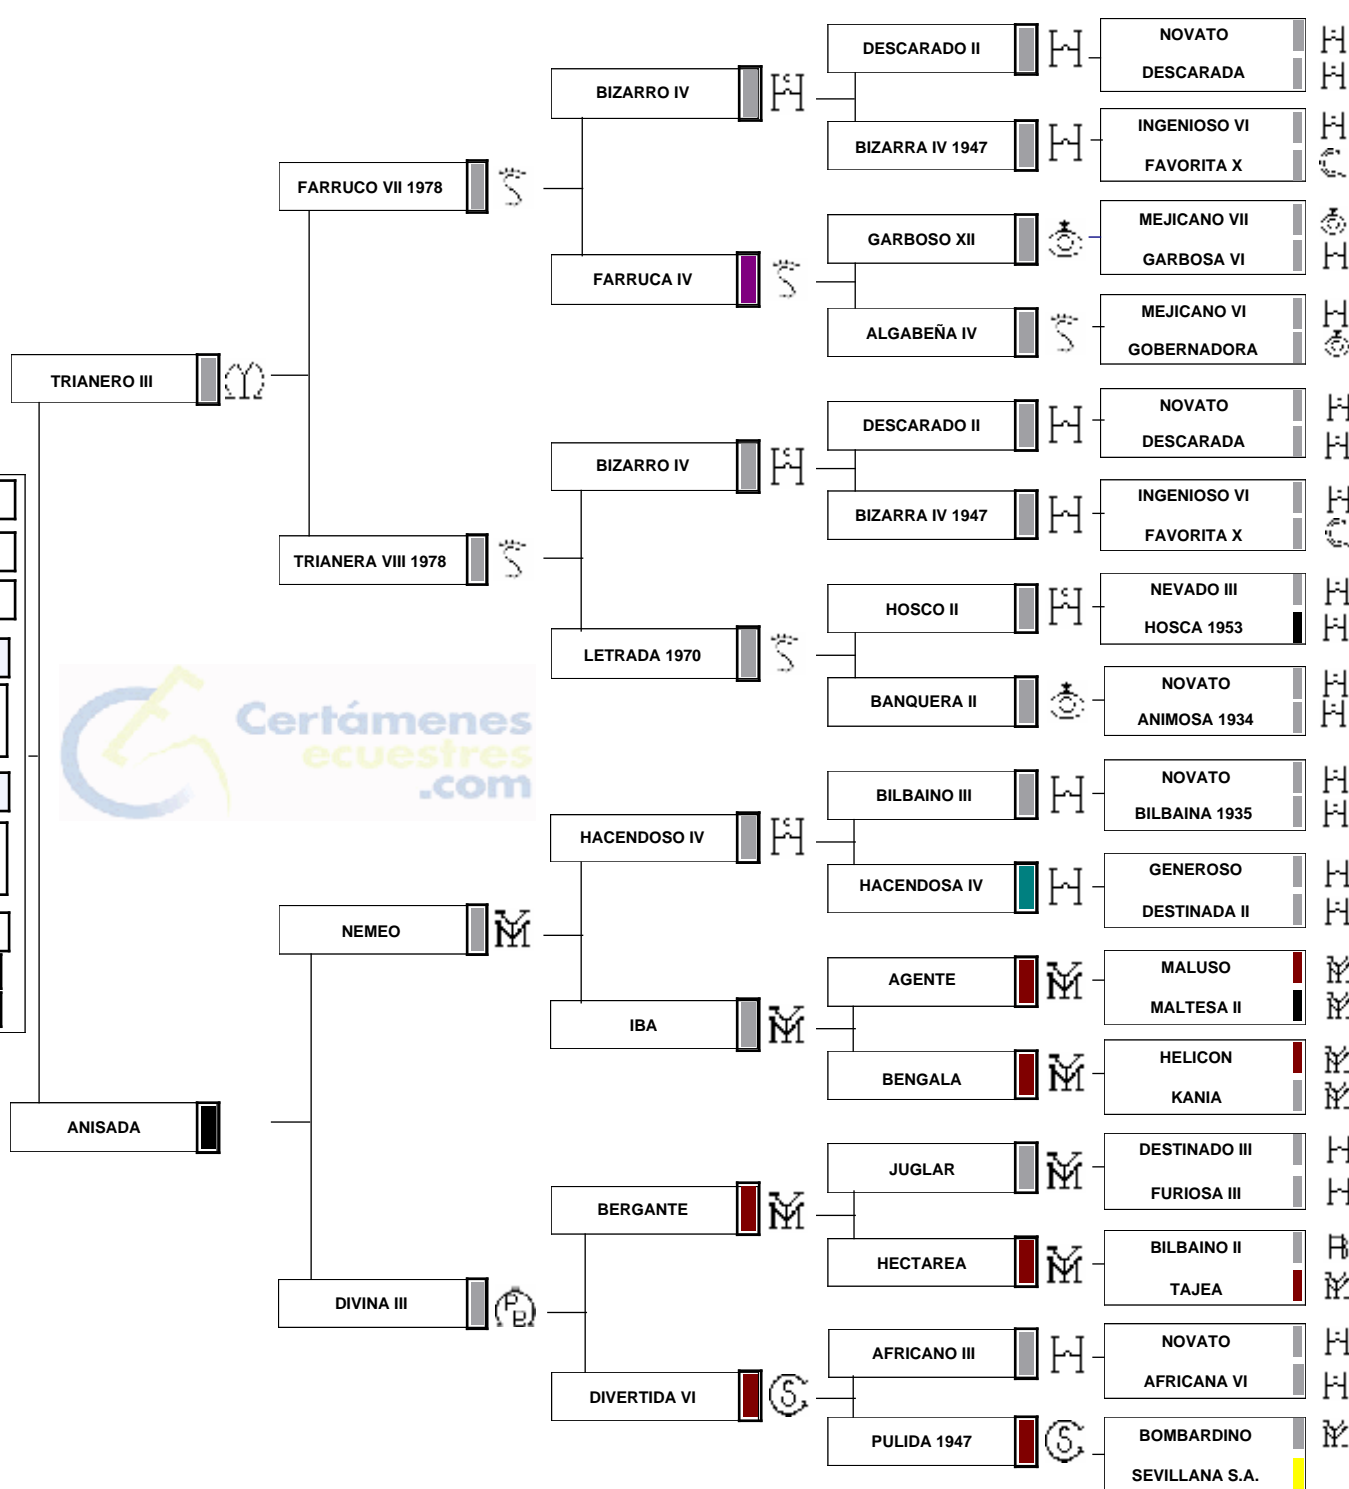 NOVATO
DESCARADO II
DESCARADA
BIZARRO IV
INGENIOSO VI
BIZARRA IV 1947
FAVORITA X
FARRUCO VII 1978
MEJICANO VII
GARBOSO XII
GARBOSA VI
FARRUCA IV
MEJICANO VI
ALGABEÑA IV
GOBERNADORA
TRIANERO III
NOVATO
DESCARADO II
DESCARADA
BIZARRO IV
INGENIOSO VI
BIZARRA IV 1947
FAVORITA X
TRIANERA VIII 1978
NEVADO III
HOSCO II
HOSCA 1953
LETRADA 1970
NOVATO
BANQUERA II
ANIMOSA 1934
Certámenes
ecuestres
.com
NOVATO
BILBAINO III
BILBAINA 1935
HACENDOSO IV
GENEROSO
HACENDOSA IV
DESTINADA II
NEMEO
MALUSO
AGENTE
MALTESA II
IBA
HELICON
BENGALA
KANIA
ANISADA
DESTINADO III
JUGLAR
FURIOSA III
BERGANTE
BILBAINO II
HECTAREA
TAJEA
DIVINA III
NOVATO
AFRICANO III
AFRICANA VI
DIVERTIDA VI
BOMBARDINO
PULIDA 1947
SEVILLANA S.A.